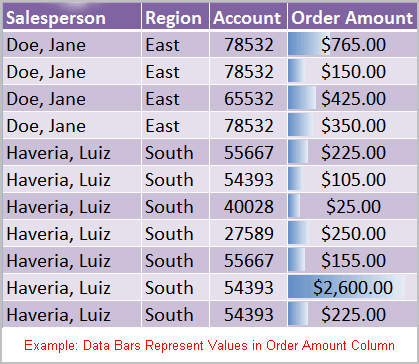 Salesperson Region Account Order Amount
Doe, Jane East 78532 $765.00
Doe, Jane East 78532 $150.00
Doe, Jane East 65532 $425.00
Doe, Jane East 78532 $350.00
Haveria, Luiz South 55667 $225.00
Haveria, Luiz South 54393 $105.00
Haveria, Luiz South 40028 $25.00
Haveria, Luiz South 27589 $250.00
Haveria, Luiz South 55667 $155.00
Haveria, Luiz South 54393 $2,600.00
Haveria, Luiz South 54393 $225.00
Example: Data Bars Represent Values in Order Amount Column